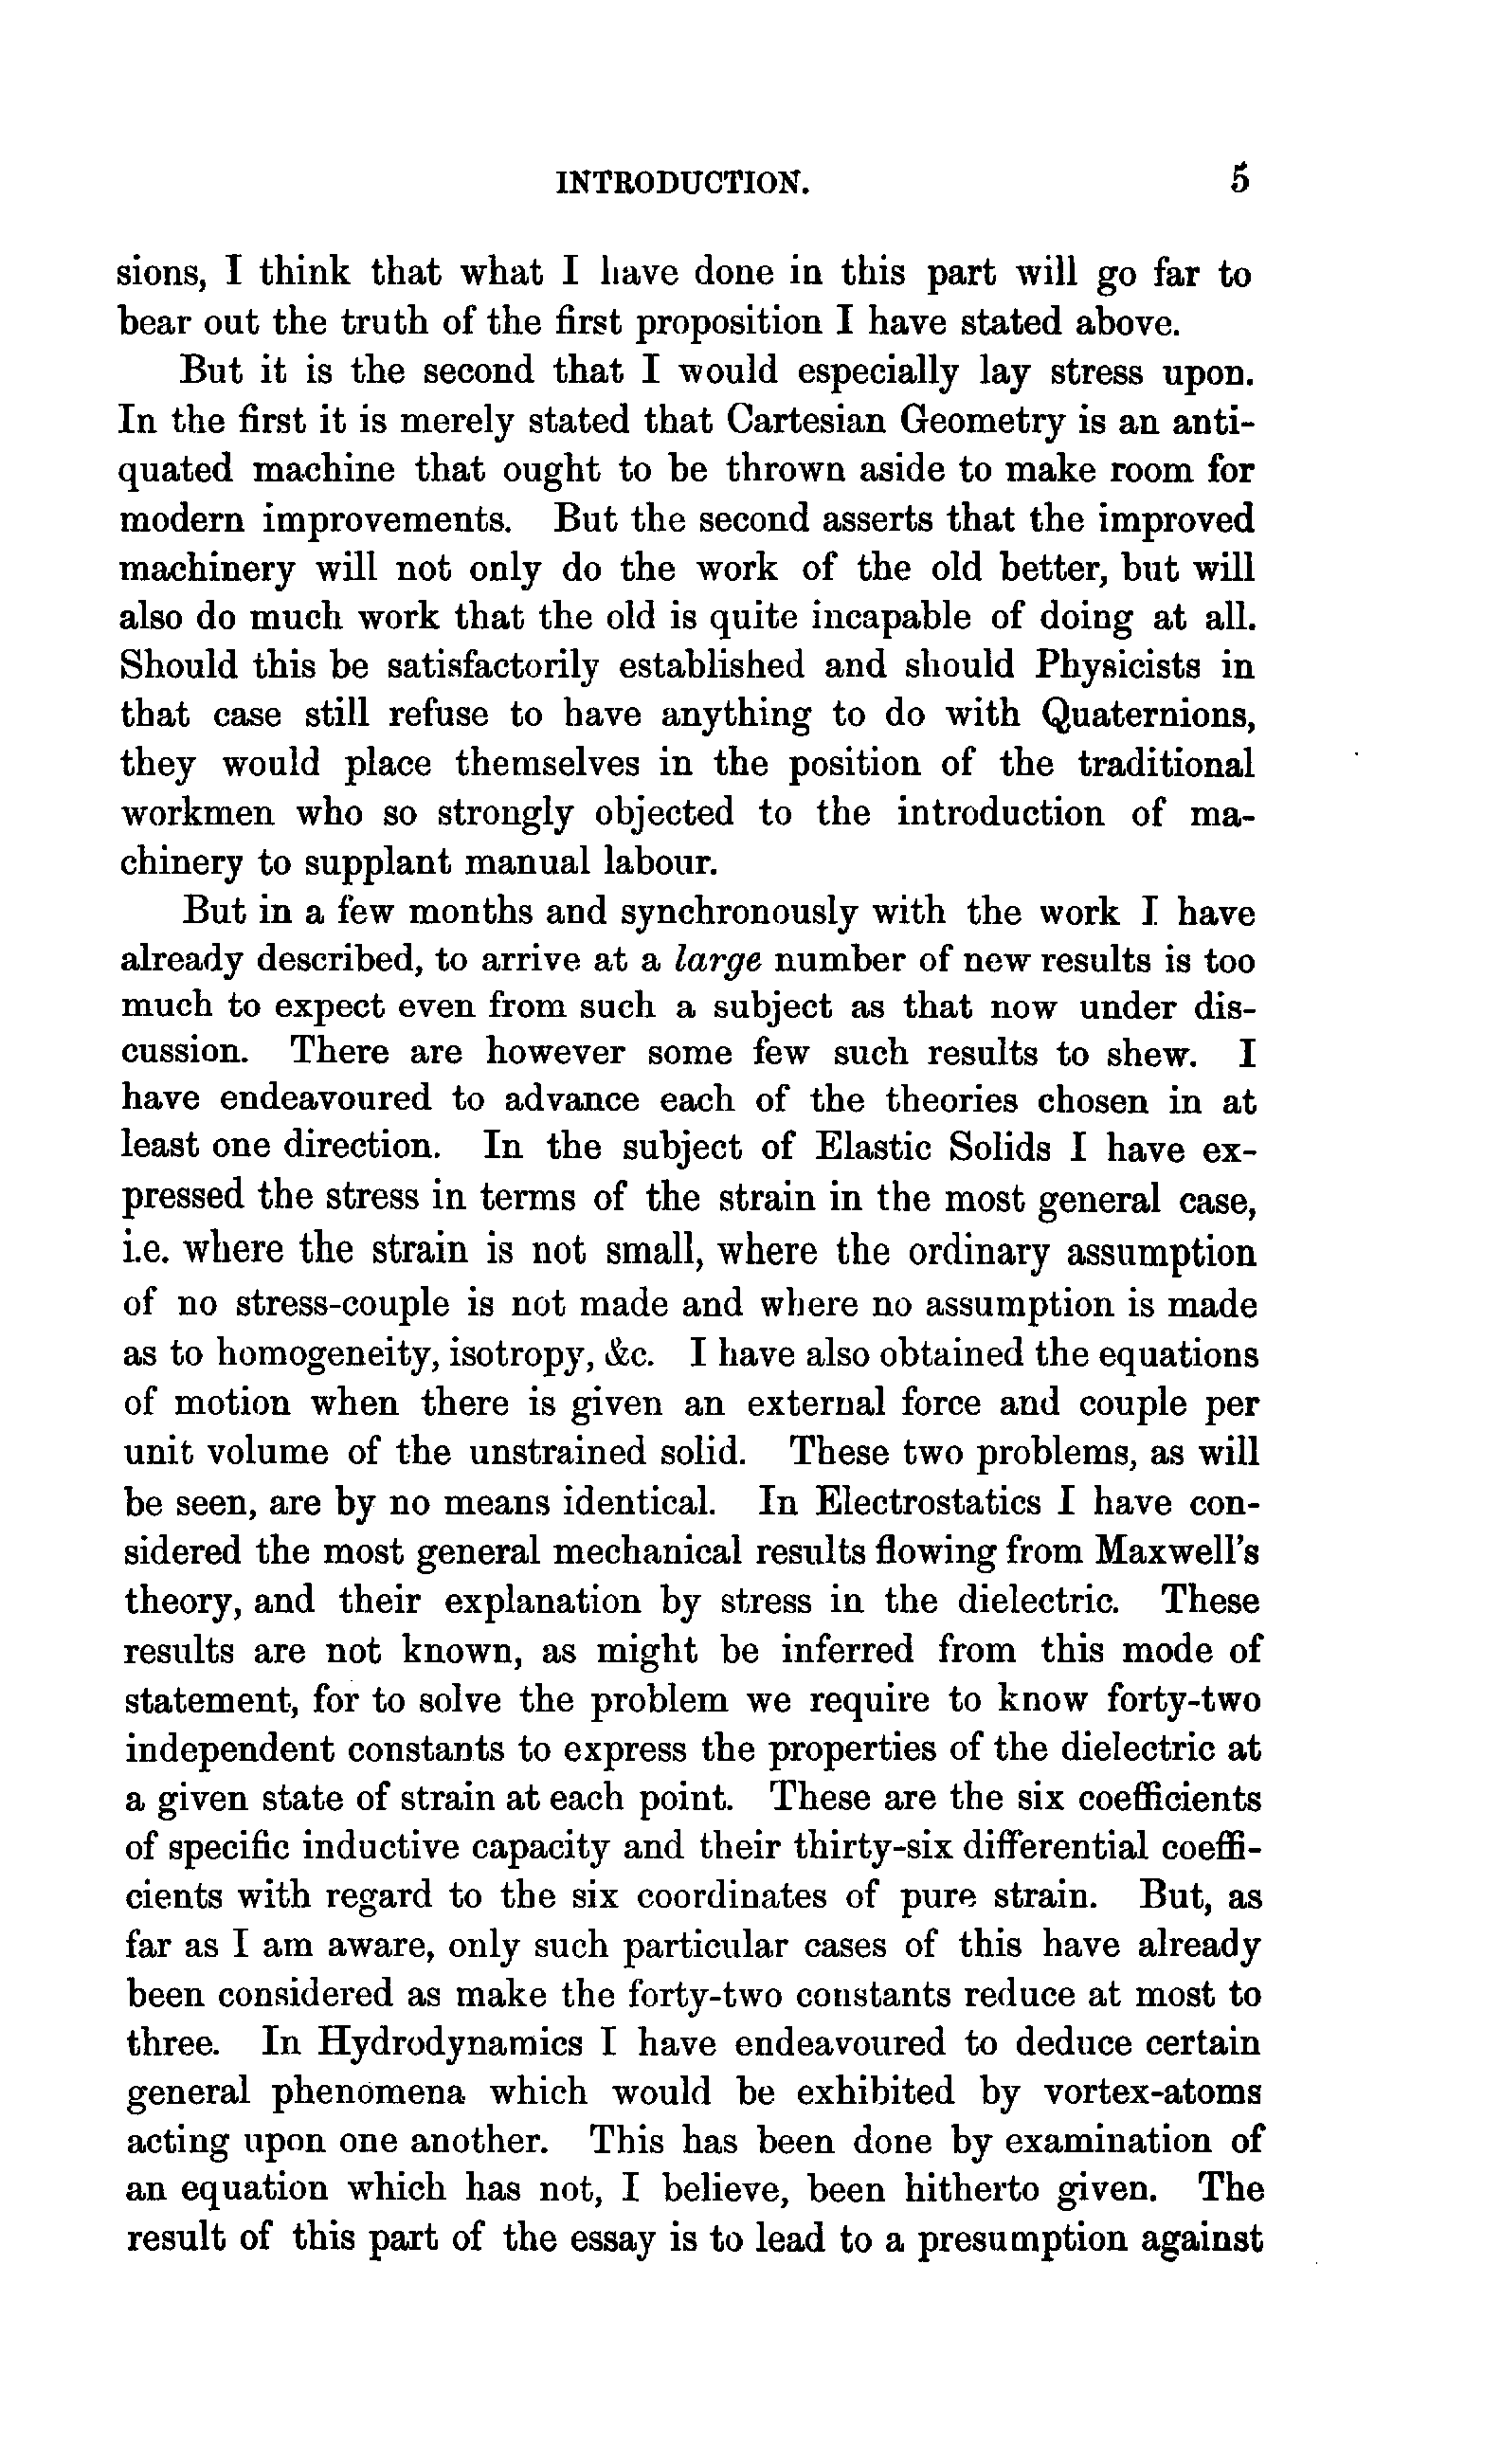 INTRODUCTION. 5
sions, I think that what I have done in this part will go far to
bear out the truth of the first proposition I have stated above.
But it is the second that I would especially lay stress upon.
In the first it is merely stated that Cartesian Geometry is an anti-
quated machine that ought to be thrown aside to make room for
modern improvements. But the second asserts that the improved
machinery will not only do the work of the old better, but will
also do much work that the old is quite incapable of doing at all.
Should this be satisfactorily established and should Physicists in
that case still refuse to have anything to do with Quaternions,
they would place themselves in the position of the traditional
workmen who so strongly objected to the introduction of ma-
chinery to supplant manual labour.
But in a few months and synchronously with the work I have
already described, to arrive at a large number of new results is too
much to expect even from such a subject as that now under dis-
cussion. There are however some few such results to shew. I
have endeavoured to advance each of the theories chosen in at
least one direction. In the subject of Elastic Solids I have ex-
pressed the stress in terms of the strain in the most general case,
i.e. where the strain is not small, where the ordinary assumption
of no stress-couple is not made and where no assumption is made
as to homogeneity, isotropy, &c. I have also obtained the equations
of motion when there is given an external force and couple per
unit volume of the unstrained solid. These two problems, as will
be seen, are by no means identical. In Electrostatics I have con-
sidered the most general mechanical results flowing from Maxwell's
theory, and their explanation by stress in the dielectric. These
results are not known, as might be inferred from this mode of
statement, for to solve the problem we require to know forty-two
independent constants to express the properties of the dielectric at
a given state of strain at each point. These are the six coefficients
of specific inductive capacity and their thirty-six differential coeffi-
cients with regard to the six coordinates of pure strain. But, as
far as I am aware, only such particular cases of this have already
been considered as make the forty-two constants reduce at most to
three. In Hydrodynamics I have endeavoured to deduce certain
general phenomena which would be exhibited by vortex-atoms
acting upon one another. This has been done by examination of
an equation which has not, I believe, been hitherto given. The
result of this part of the essay is to lead to a presumption against